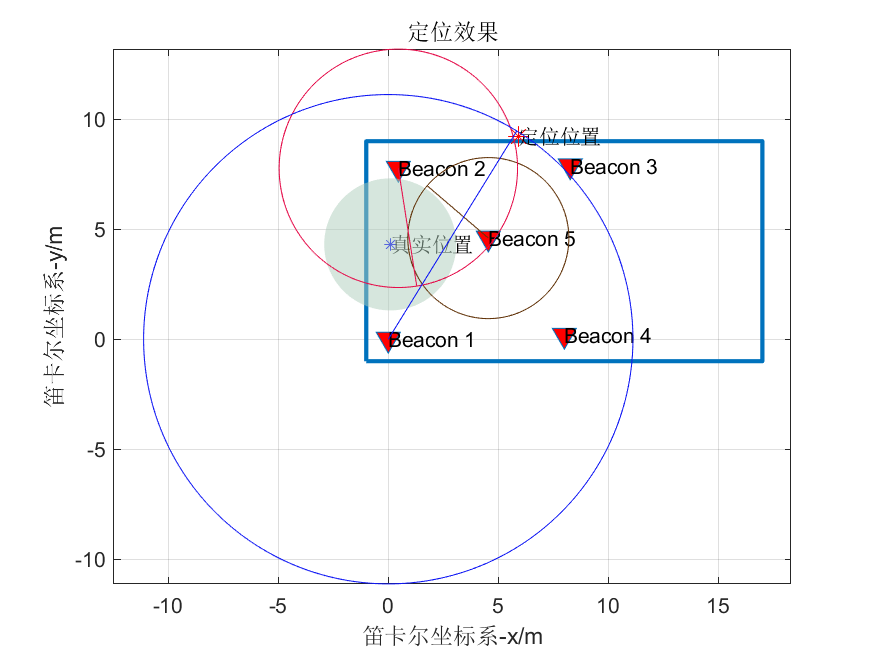 定位效果
10
5
0
-5
-10
定位位置
Beacon 2
Beacon 3
真实位置
Beacon 5
Beacon 1
Beacon 4
-10
-5
0
5
10
15
笛卡尔坐标系-x/m
笛卡尔坐标系-y/m